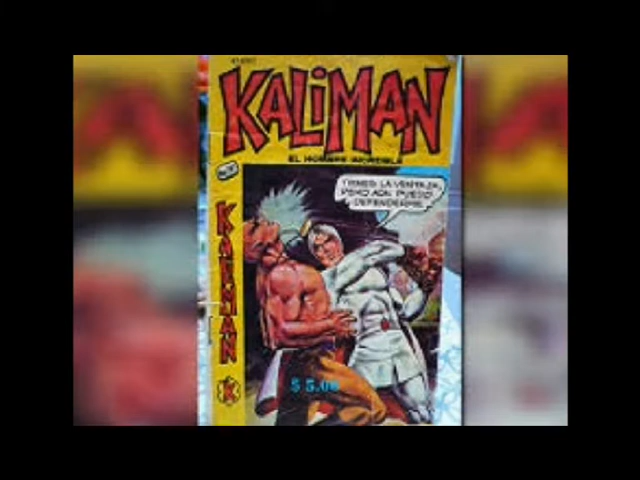 KALIMAN
EL HOMBRE INCREIBLE
TIENES LA VENTAJA,
PERO AÚN PUEDO
DEFENDERME
KALIMAN
K
$ 5.00